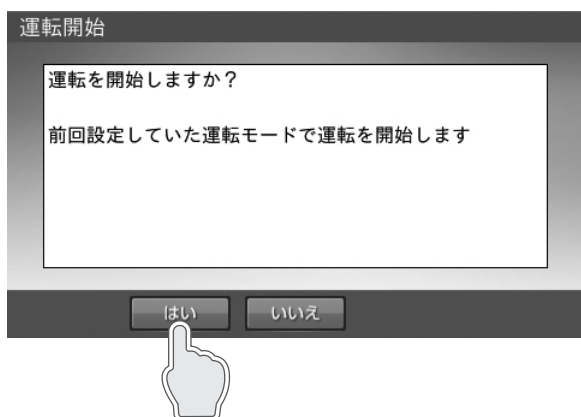 運転開始
運転を開始しますか？
前回設定していた運転モードで運転を開始します
はい
いいえ